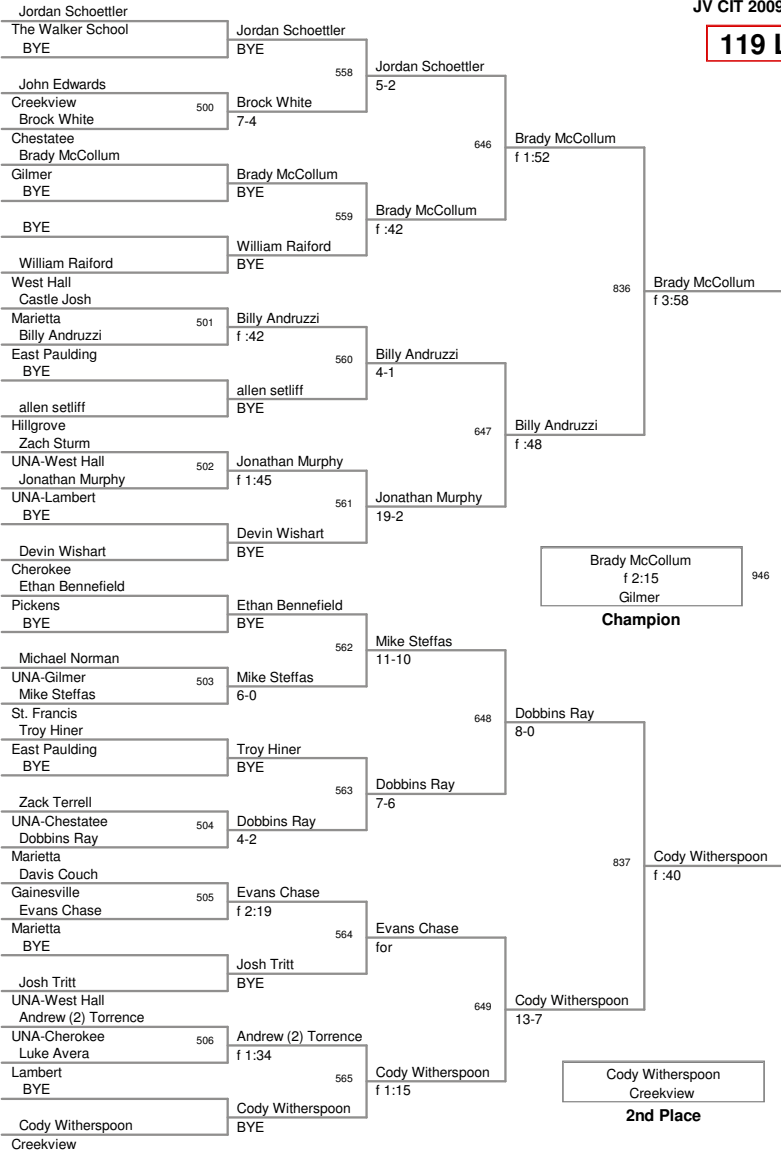 JV CIT 2009
119 L
Jordan Schoettler
The Walker School
BYE
John Edwards
Creekview
Brock White
Chestatee
Brady McCollum
Gilmer
BYE
BYE
William Raiford
West Hall
Castle Josh
Marietta
Billy Andruzzi
East Paulding
BYE
allen setliff
Hillgrove
Zach Sturm
UNA-West Hall
Jonathan Murphy
UNA-Lambert
BYE
Devin Wishart
Cherokee
Ethan Bennefield
Pickens
BYE
Michael Norman
UNA-Gilmer
Mike Steffas
St. Francis
Troy Hiner
East Paulding
BYE
Zack Terrell
UNA-Chestatee
Dobbins Ray
Marietta
Davis Couch
Gainesville
Evans Chase
Marietta
BYE
Josh Tritt
UNA-West Hall
Andrew (2) Torrence
UNA-Cherokee
Luke Avera
Lambert
BYE
Cody Witherspoon
Creekview
500
501
502
503
504
505
506
Jordan Schoettler
BYE
Brock White
7-4
Brady McCollum
BYE
William Raiford
BYE
Billy Andruzzi
f :42
allen setliff
BYE
Jonathan Murphy
f 1:45
Devin Wishart
BYE
Ethan Bennefield
BYE
Mike Steffas
6-0
Troy Hiner
BYE
Dobbins Ray
4-2
Evans Chase
f 2:19
Josh Tritt
BYE
Andrew (2) Torrence
f 1:34
Cody Witherspoon
BYE
558
559
560
561
562
563
564
565
Jordan Schoettler
5-2
Brady McCollum
f :42
Billy Andruzzi
4-1
Jonathan Murphy
19-2
Mike Steffas
11-10
Dobbins Ray
7-6
Evans Chase
for
Cody Witherspoon
f 1:15
646
647
648
649
Brady McCollum
f 1:52
Billy Andruzzi
f :48
Dobbins Ray
8-0
Cody Witherspoon
13-7
836
837
Brady McCollum
f 3:58
Cody Witherspoon
f :40
Brady McCollum
f 2:15
Gilmer
946
Champion
Cody Witherspoon
Creekview
2nd Place